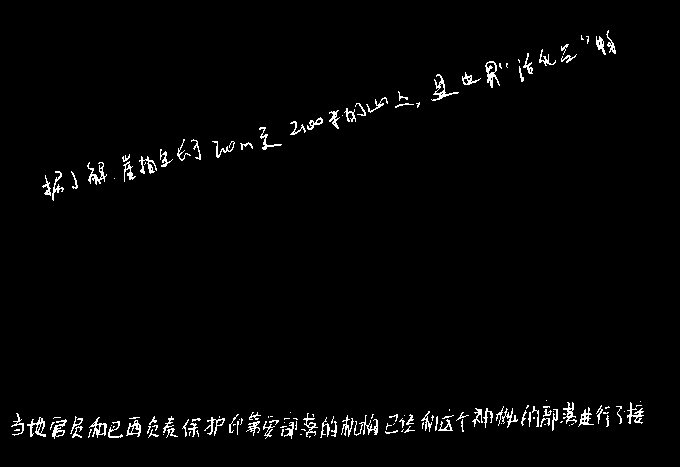 据了解,崖柏生长于700m至2100米的山上,是世界“活化石”物
当地官员和巴西负责保护印第安部落的机构已经和这个神秘的部落进行了接